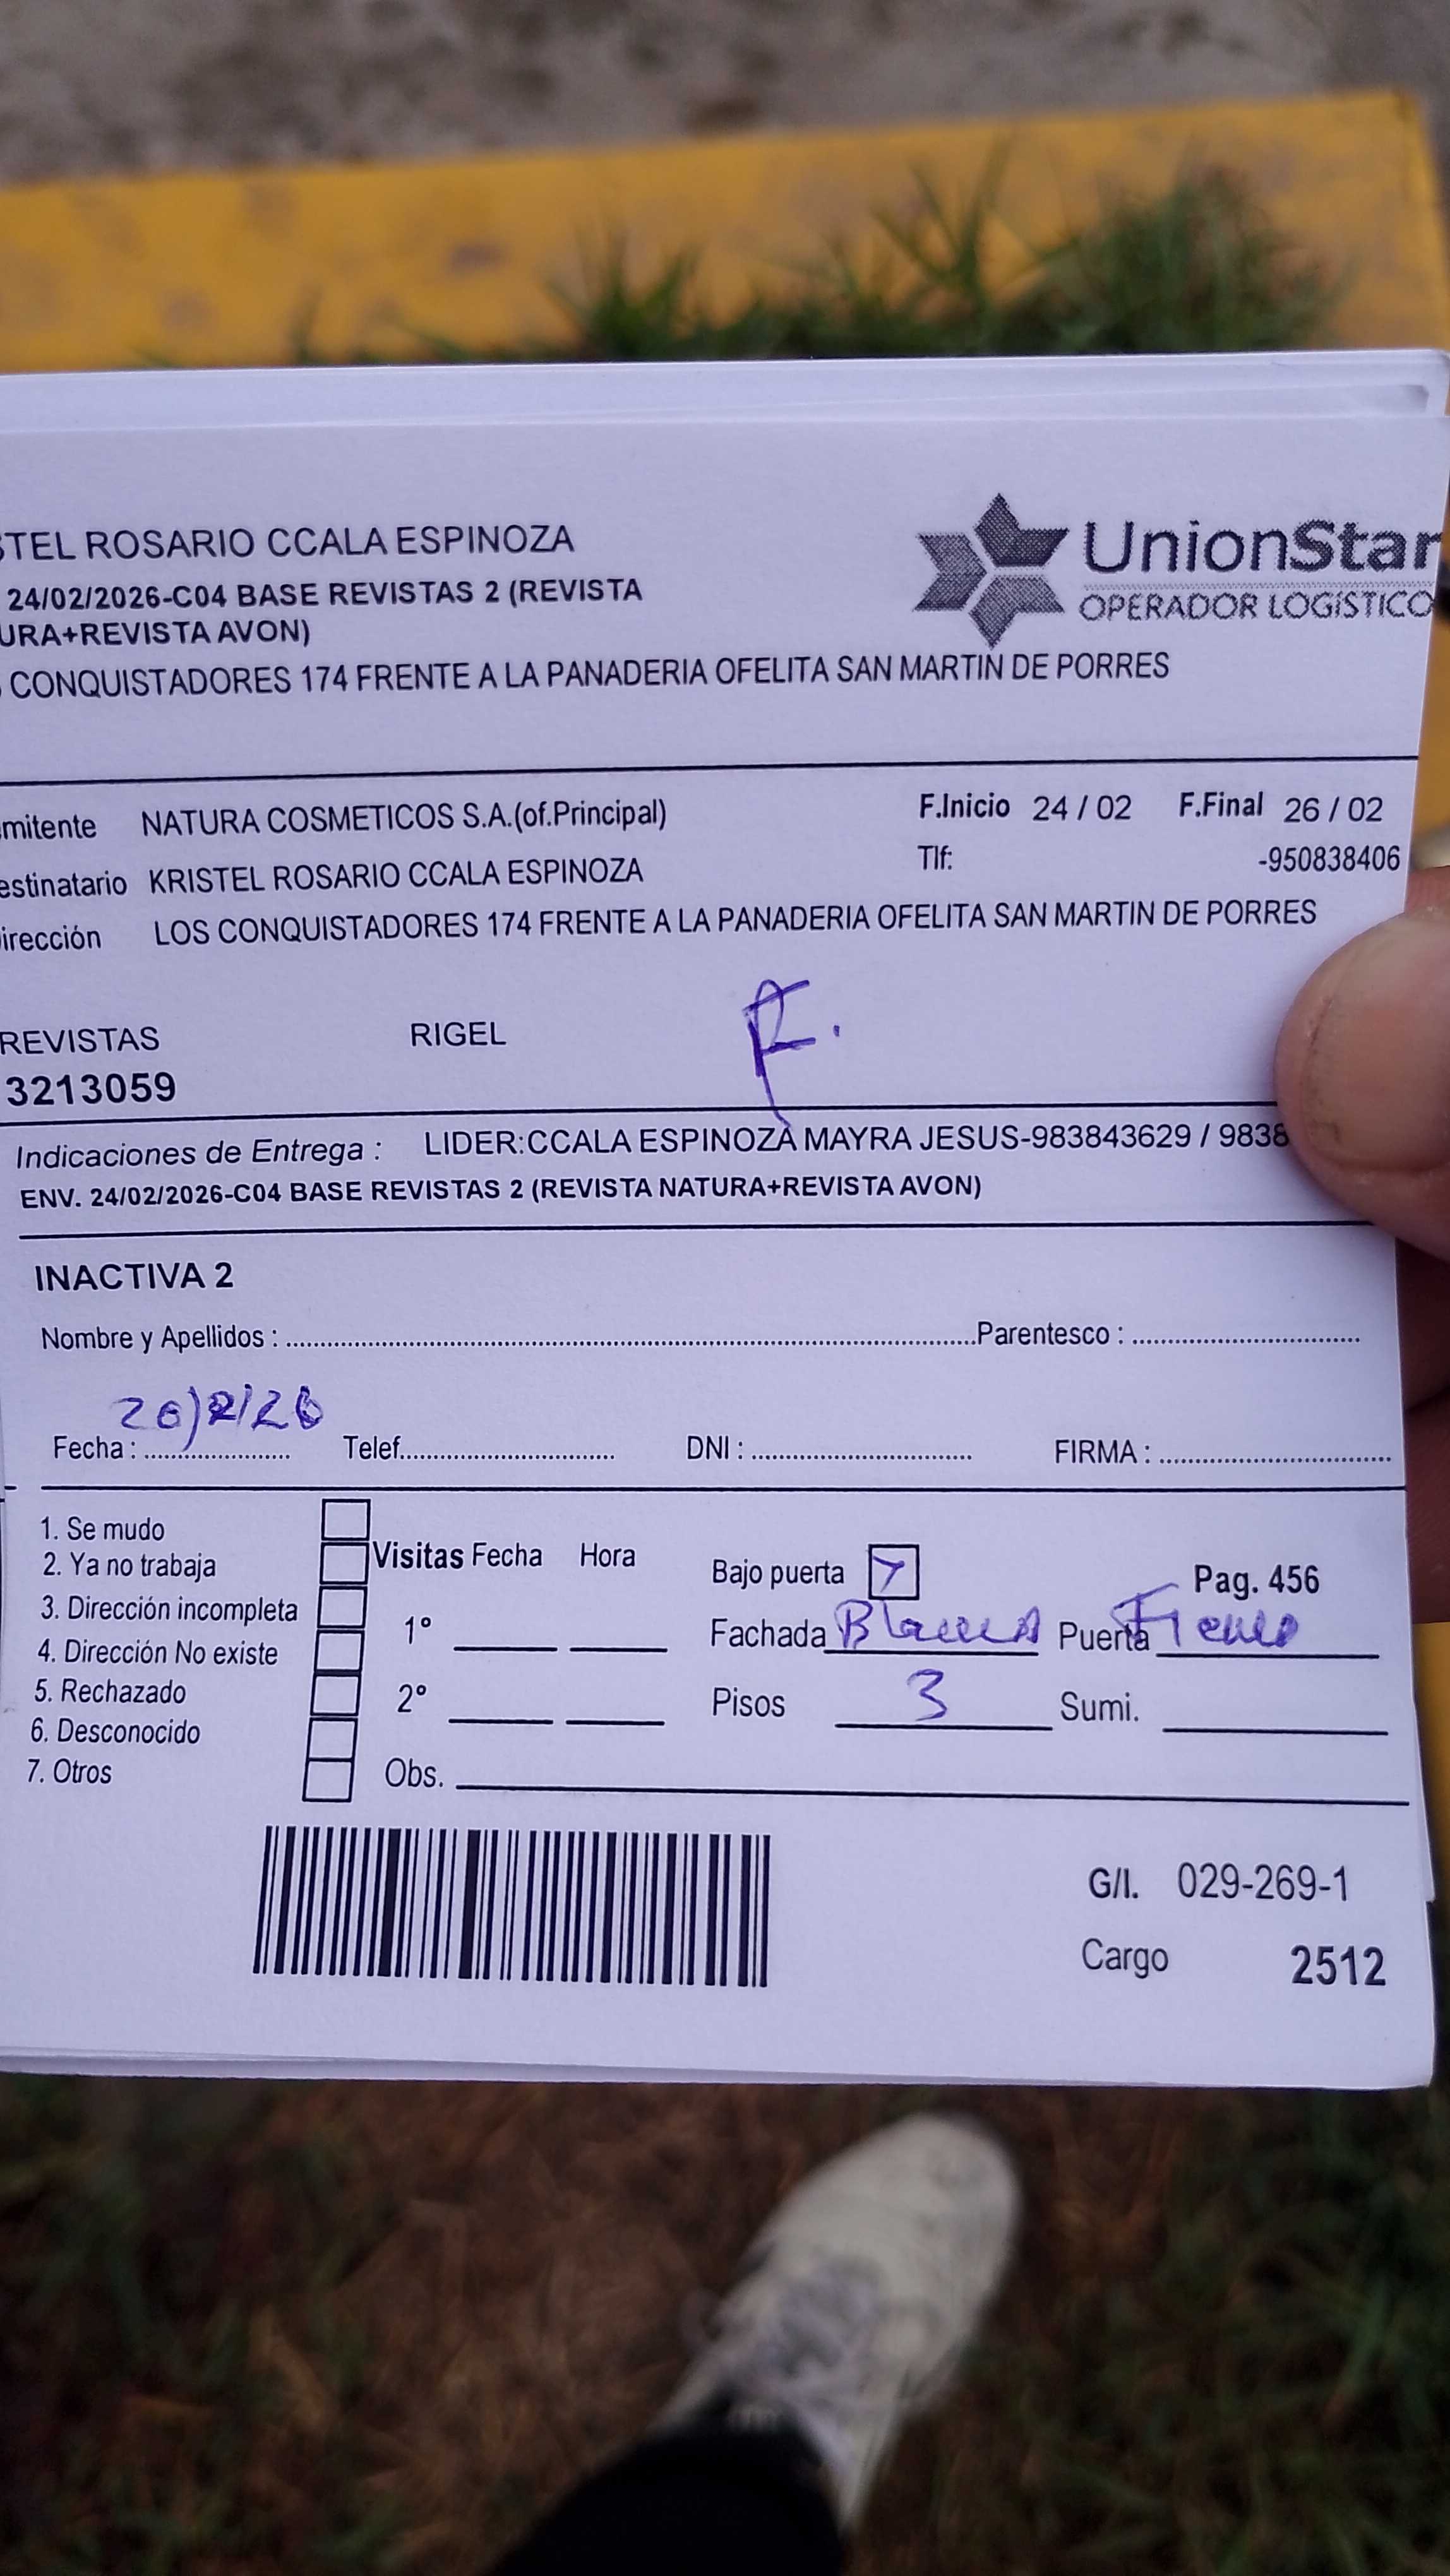 STEL ROSARIO CCALA ESPINOZA
24/02/2026-C04 BASE REVISTAS 2 (REVISTA
URA+REVISTA AVON)
CONQUISTADORES 174 FRENTE A LA PANADERIA OFELITA SAN MARTIN DE PORRES
UnionStar
OPERADOR LOGÍSTICO
mitente NATURA COSMETICOS S.A.(of.Principal) F.Inicio 24 / 02 F.Final 26 / 02
estinatario KRISTEL ROSARIO CCALA ESPINOZA Tlf: -950838406
irección LOS CONQUISTADORES 174 FRENTE A LA PANADERIA OFELITA SAN MARTIN DE PORRES
REVISTAS RIGEL
3213059
Indicaciones de Entrega : LIDER:CCALA ESPINOZA MAYRA JESUS-983843629 / 9838
ENV. 24/02/2026-C04 BASE REVISTAS 2 (REVISTA NATURA+REVISTA AVON)
INACTIVA 2
Nombre y Apellidos : Parentesco :
Fecha : Telef. DNI : FIRMA :
1. Se mudo
2. Ya no trabaja
3. Dirección incompleta
4. Dirección No existe
5. Rechazado
6. Desconocido
7. Otros
Visitas Fecha Hora
1º
2º
Obs.
Bajo puerta Pag. 456
Fachada Blanca Puerta Fierro
Pisos 3 Sumi.
G/I. 029-269-1
Cargo 2512